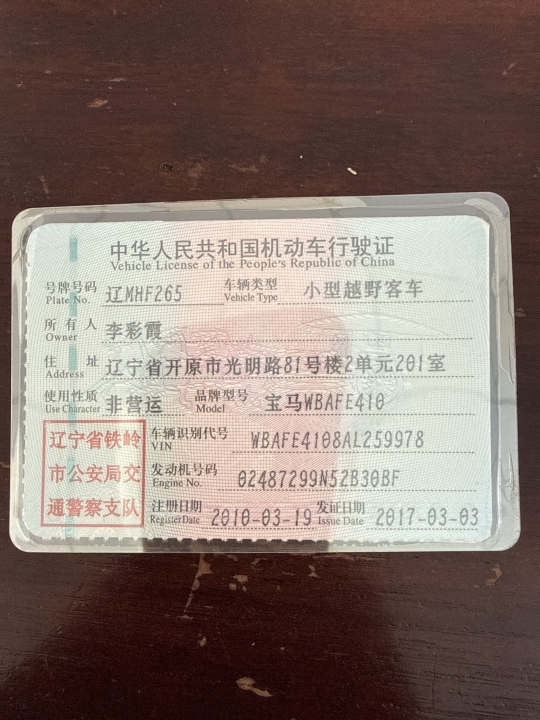 中华人民共和国机动车行驶证
Vehicle License of the People's Republic of China
号牌号码 辽MHF265 车辆类型 小型越野客车
Plate No. Vehicle Type
所有人 李彩霞
Owner
住址 辽宁省开原市光明路81号楼2单元201室
Address
使用性质 非营运 品牌型号 宝马WBAFE410
Use Character Model
辽宁省铁岭
市公安局交
通警察支队
车辆识别代号 WBAFE4108AL259978
VIN
发动机号码 02487299N52B30BF
Engine No.
注册日期 2010-03-19 发证日期 2017-03-03
Register Date Issue Date